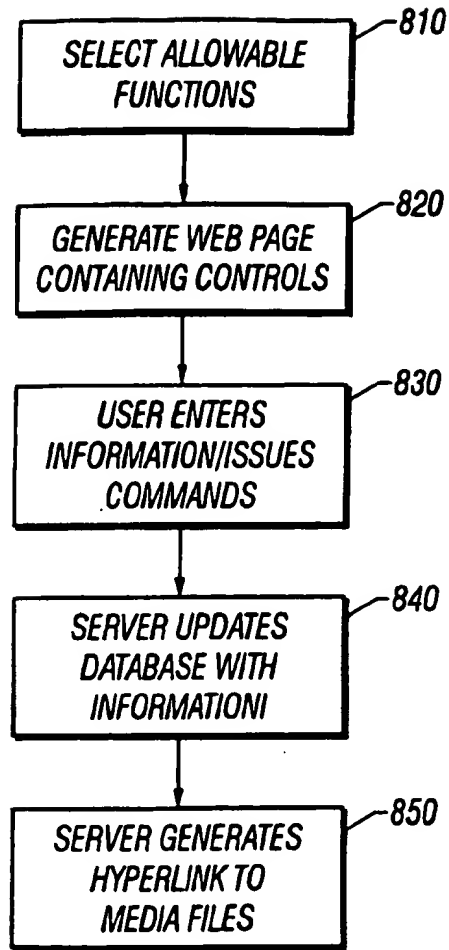 810
SELECT ALLOWABLE
FUNCTIONS
820
GENERATE WEB PAGE
CONTAINING CONTROLS
830
USER ENTERS
INFORMATION/ISSUES
COMMANDS
840
SERVER UPDATES
DATABASE WITH
INFORMATIONI
850
SERVER GENERATES
HYPERLINK TO
MEDIA FILES